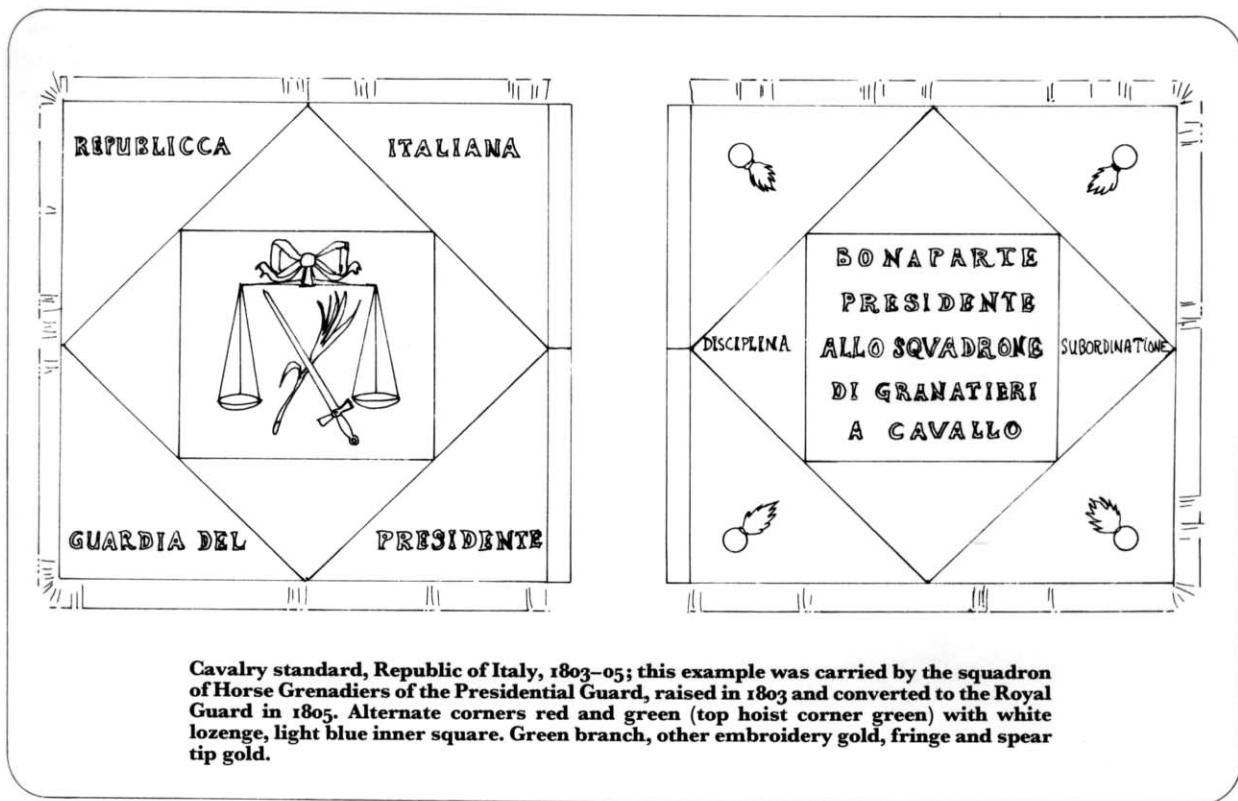 REPUBLICCA ITALIANA
GUARDIA DEL PRESIDENTE
BONAPARTE
PRESIDENTE
DISCIPLINA ALLO SQVADRONE SUBORDINATIONE
DI GRANATIERI
A CAVALLO
Cavalry standard, Republic of Italy, 1803–05; this example was carried by the squadron
of Horse Grenadiers of the Presidential Guard, raised in 1803 and converted to the Royal
Guard in 1805. Alternate corners red and green (top hoist corner green) with white
lozenge, light blue inner square. Green branch, other embroidery gold, fringe and spear
tip gold.